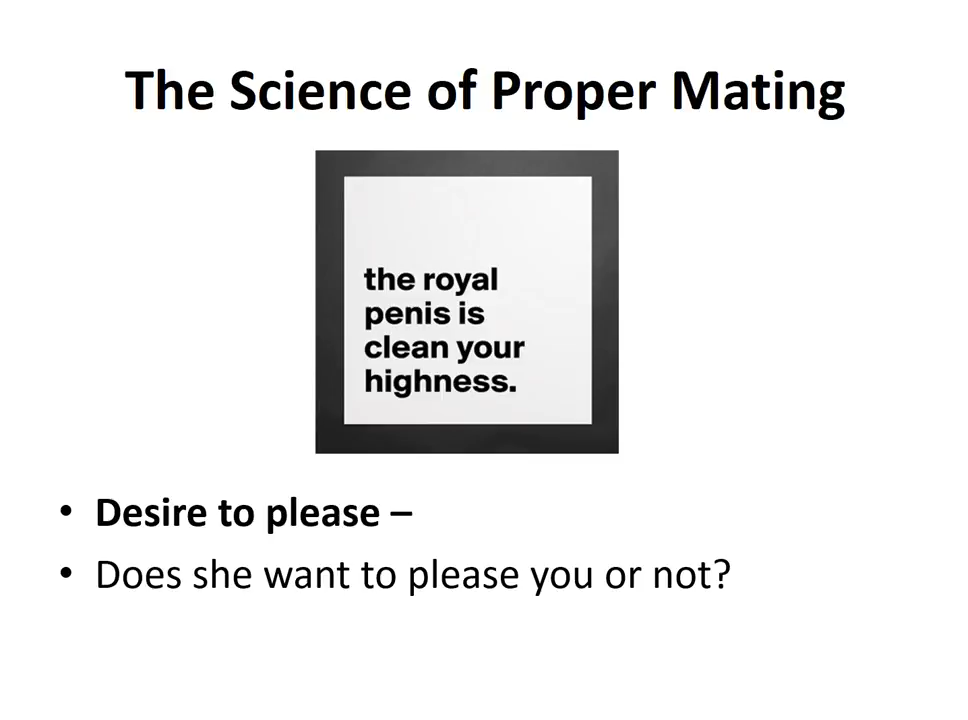 The Science of Proper Mating
the royal
penis is
clean your
highness.
• Desire to please –
• Does she want to please you or not?